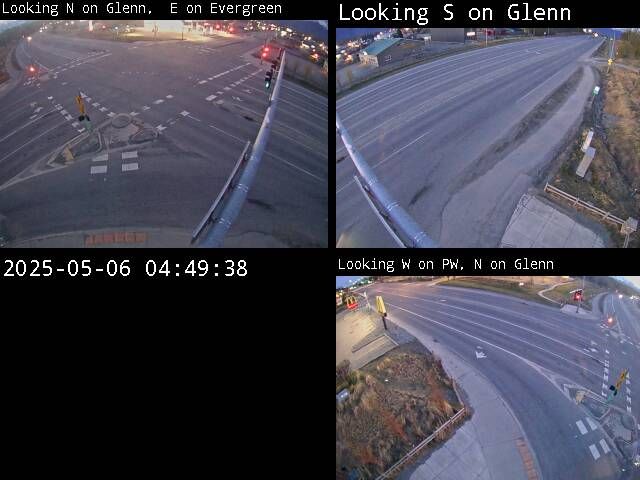 Looking N on Glenn,  E on Evergreen
Looking S on Glenn
2025-05-06 04:49:38
Looking W on PW, N on Glenn